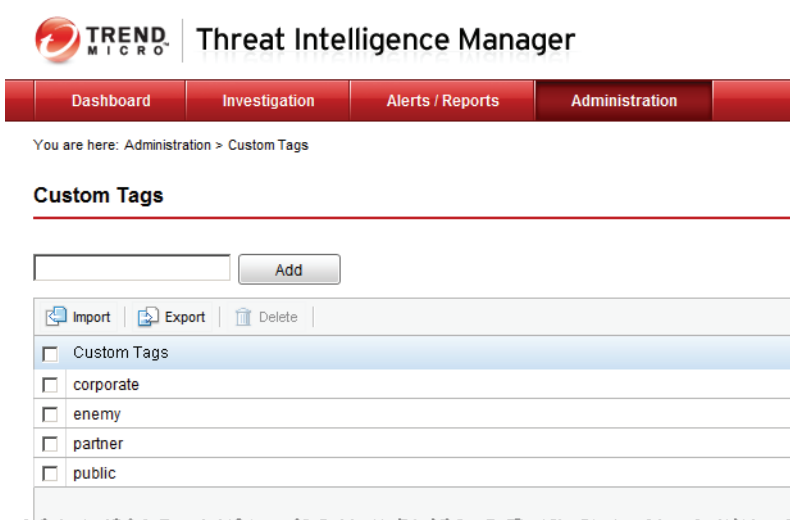 TREND MICRO Threat Intelligence Manager
Dashboard Investigation Alerts / Reports Administration
You are here: Administration > Custom Tags
Custom Tags
Add
Import Export Delete
Custom Tags
corporate
enemy
partner
public